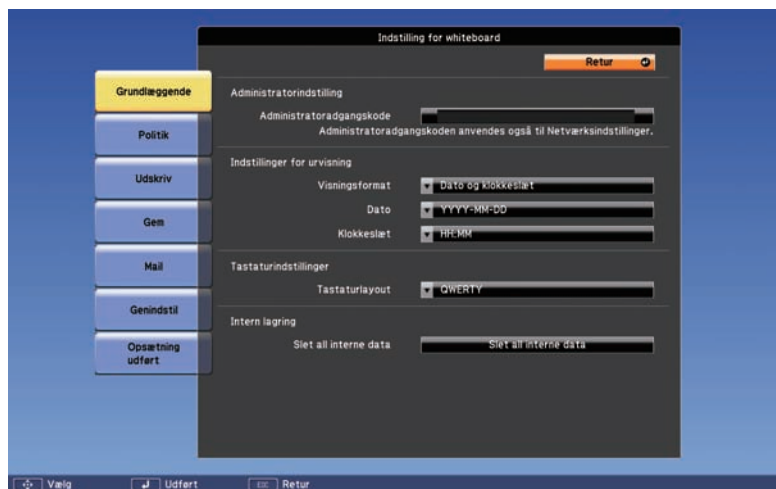 Indstilling for whiteboard
Retur
Grundlæggende
Politik
Udskriv
Gem
Mail
Genindstil
Opsætning
udført
Administratorindstilling
Administratoradgangskode
Administratoradgangskoden anvendes også til Netværksindstillinger.
Indstillinger for urvisning
Visningsformat Dato og klokkeslæt
Dato YYYY-MM-DD
Klokkeslæt HH:MM
Tastaturindstillinger
Tastaturlayout QWERTY
Intern lagring
Slet all interne data Slet all interne data
Vælg Udført ESC Retur